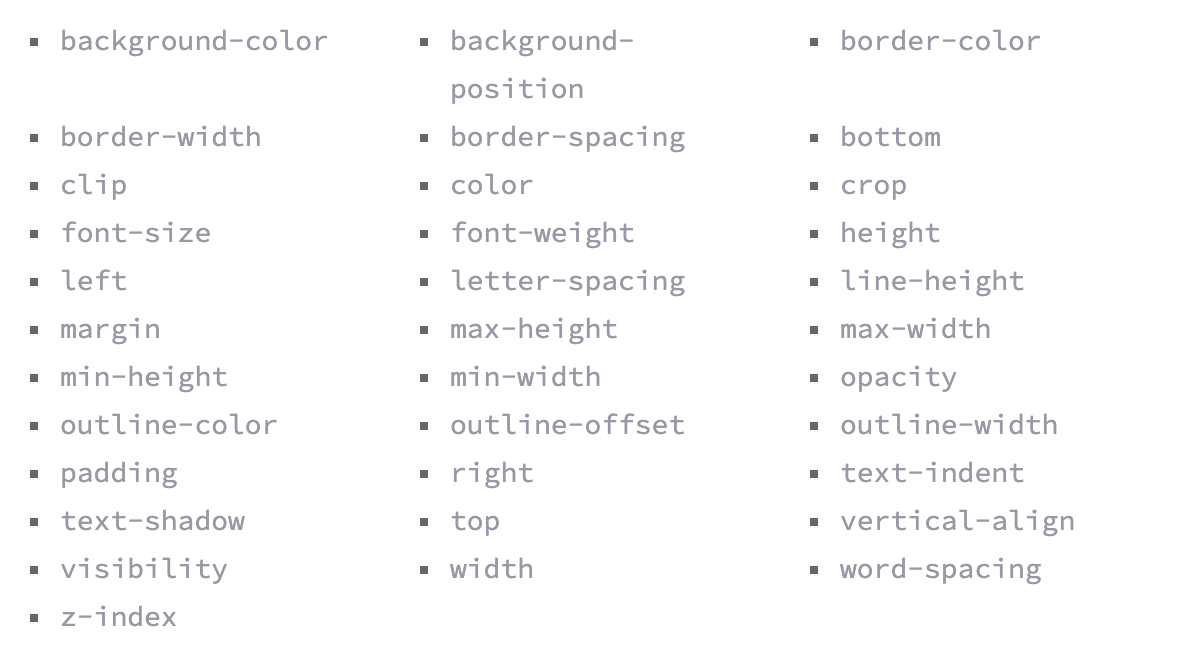 background-color
background-
position
border-color
border-width
border-spacing
bottom
clip
color
crop
font-size
font-weight
height
left
letter-spacing
line-height
margin
max-height
max-width
min-height
min-width
opacity
outline-color
outline-offset
outline-width
padding
right
text-indent
text-shadow
top
vertical-align
visibility
width
word-spacing
z-index